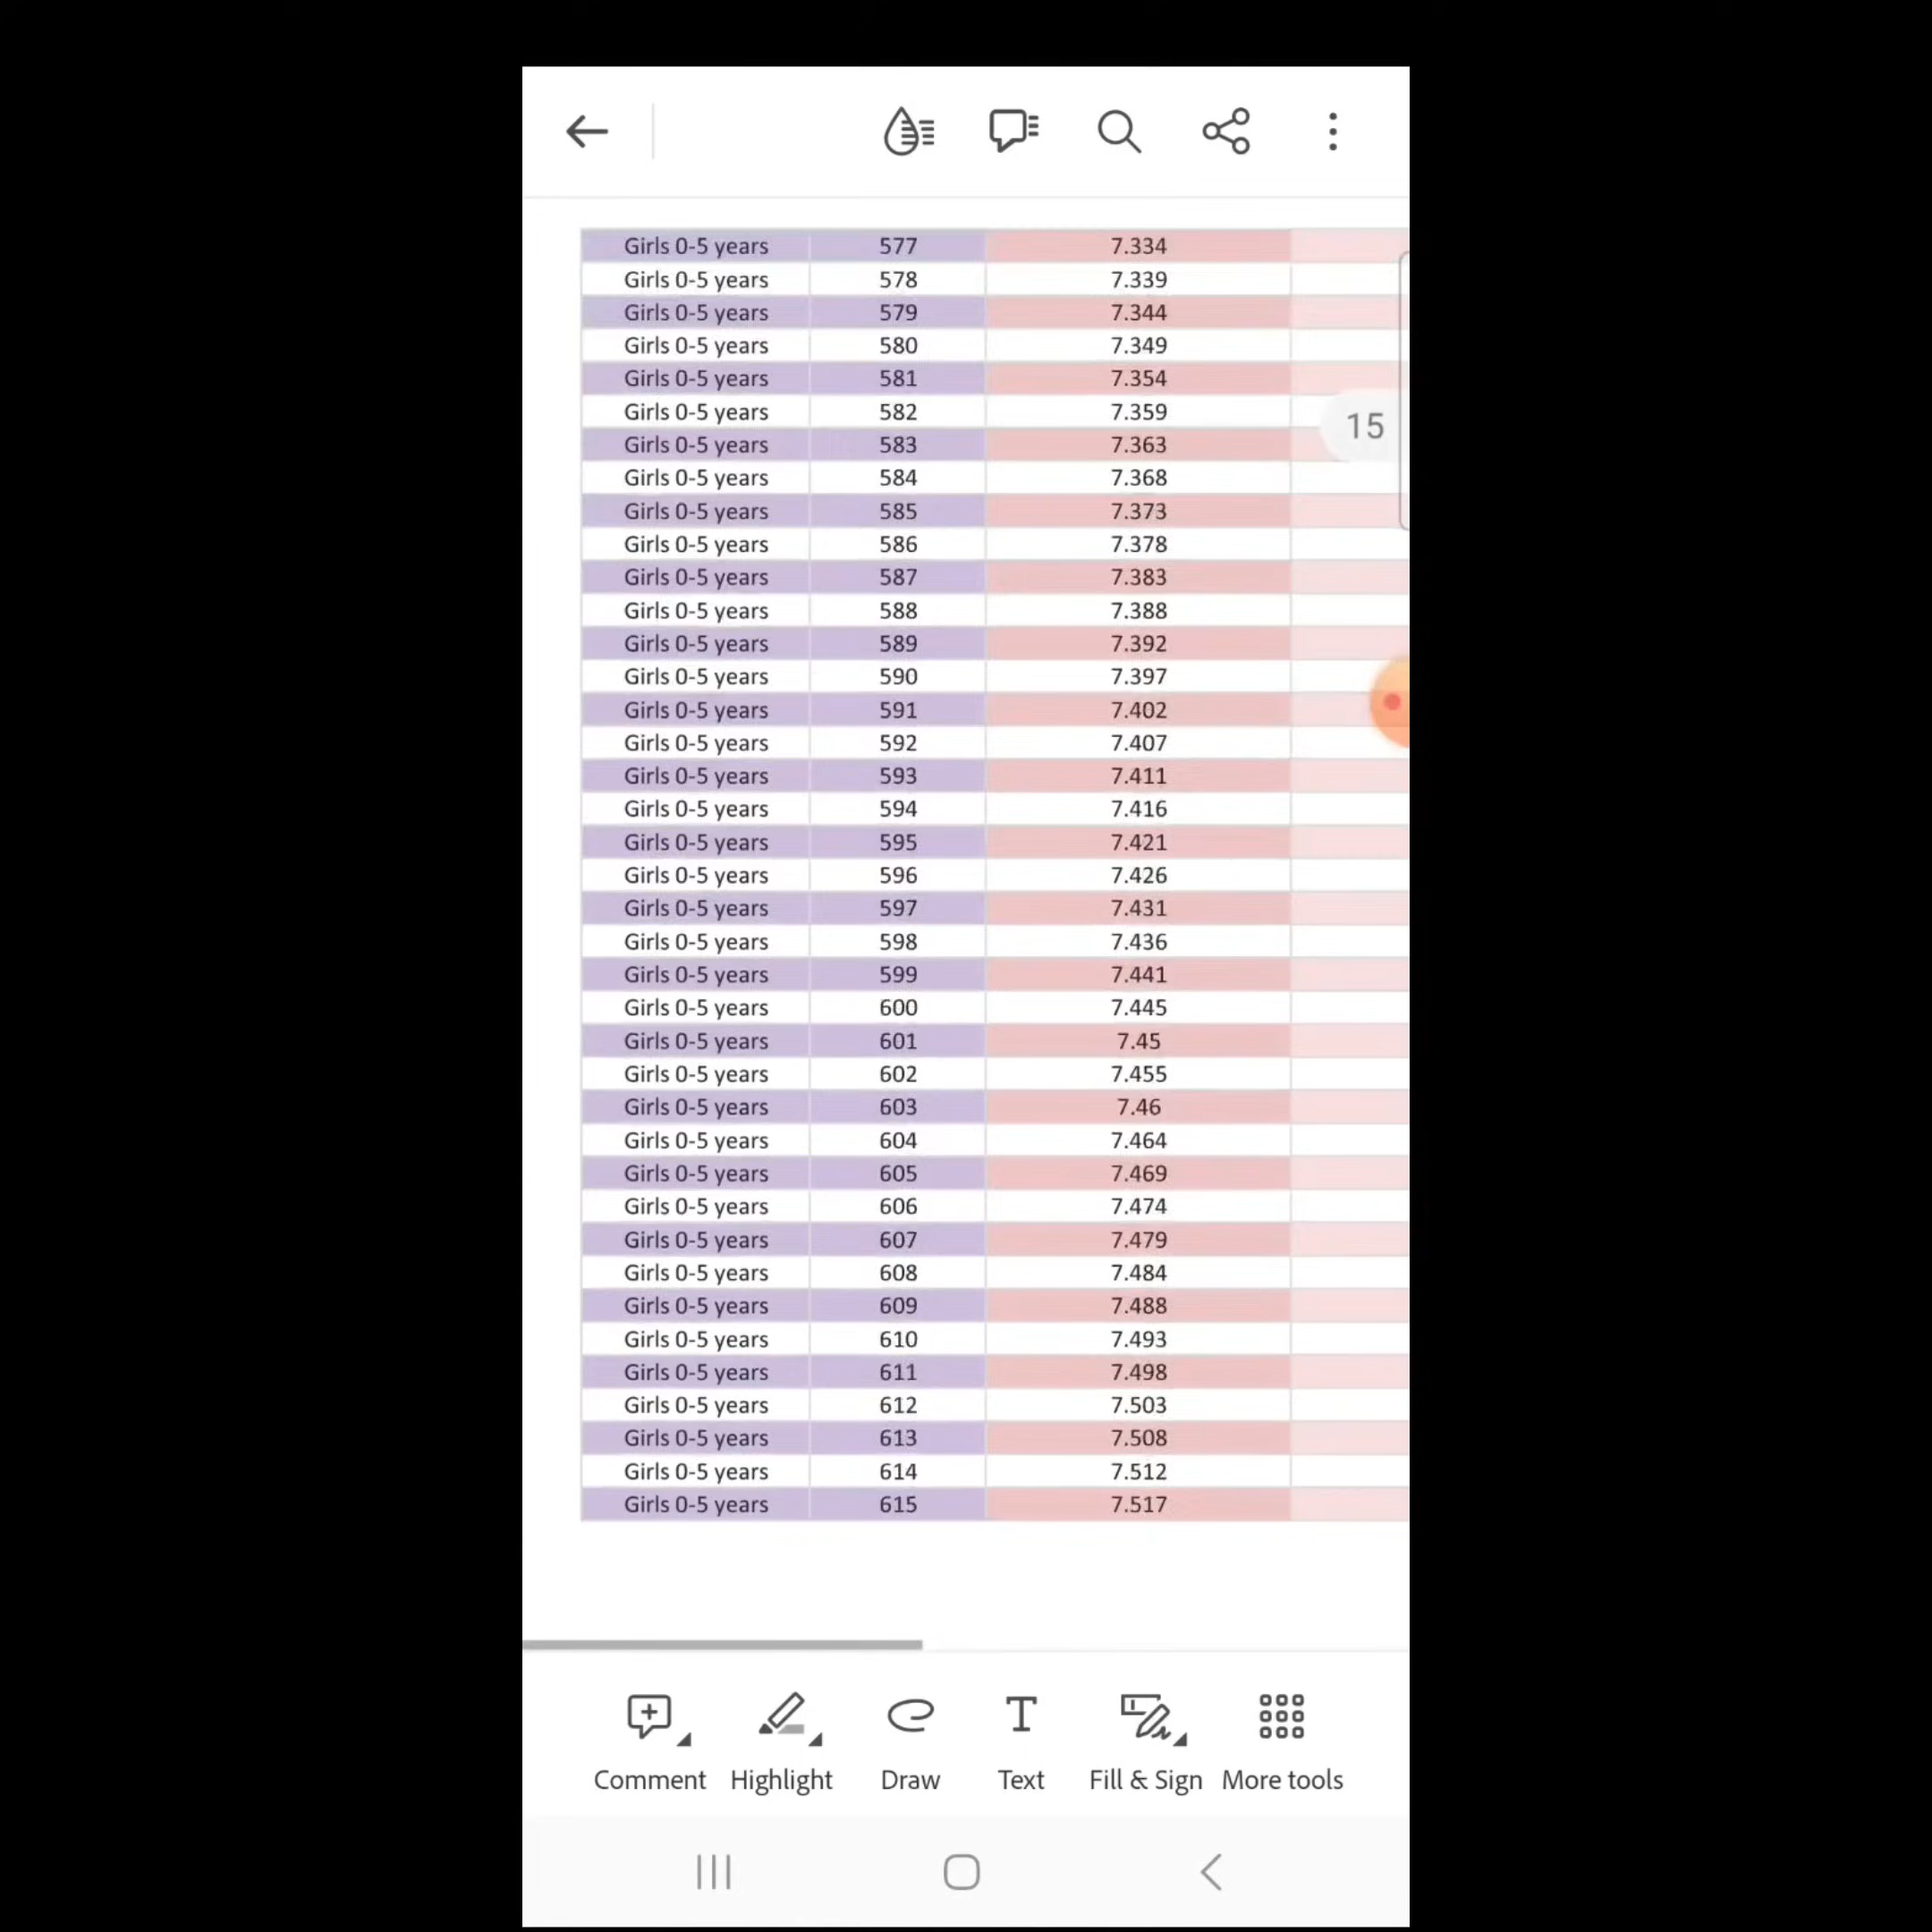 Girls 0-5 years 577 7.334
Girls 0-5 years 578 7.339
Girls 0-5 years 579 7.344
Girls 0-5 years 580 7.349
Girls 0-5 years 581 7.354
Girls 0-5 years 582 7.359
15
Girls 0-5 years 583 7.363
Girls 0-5 years 584 7.368
Girls 0-5 years 585 7.373
Girls 0-5 years 586 7.378
Girls 0-5 years 587 7.383
Girls 0-5 years 588 7.388
Girls 0-5 years 589 7.392
Girls 0-5 years 590 7.397
Girls 0-5 years 591 7.402
Girls 0-5 years 592 7.407
Girls 0-5 years 593 7.411
Girls 0-5 years 594 7.416
Girls 0-5 years 595 7.421
Girls 0-5 years 596 7.426
Girls 0-5 years 597 7.431
Girls 0-5 years 598 7.436
Girls 0-5 years 599 7.441
Girls 0-5 years 600 7.445
Girls 0-5 years 601 7.45
Girls 0-5 years 602 7.455
Girls 0-5 years 603 7.46
Girls 0-5 years 604 7.464
Girls 0-5 years 605 7.469
Girls 0-5 years 606 7.474
Girls 0-5 years 607 7.479
Girls 0-5 years 608 7.484
Girls 0-5 years 609 7.488
Girls 0-5 years 610 7.493
Girls 0-5 years 611 7.498
Girls 0-5 years 612 7.503
Girls 0-5 years 613 7.508
Girls 0-5 years 614 7.512
Girls 0-5 years 615 7.517
Comment Highlight Draw Text Fill & Sign More tools